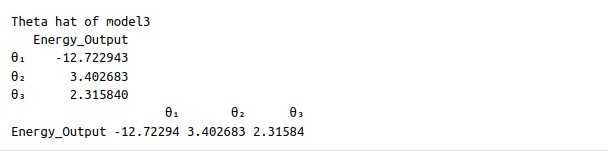 Theta hat of model3
Energy_Output
θ₁ -12.722943
θ₂ 3.402683
θ₃ 2.315840
θ₁ θ₂ θ₃
Energy_Output -12.72294 3.402683 2.31584